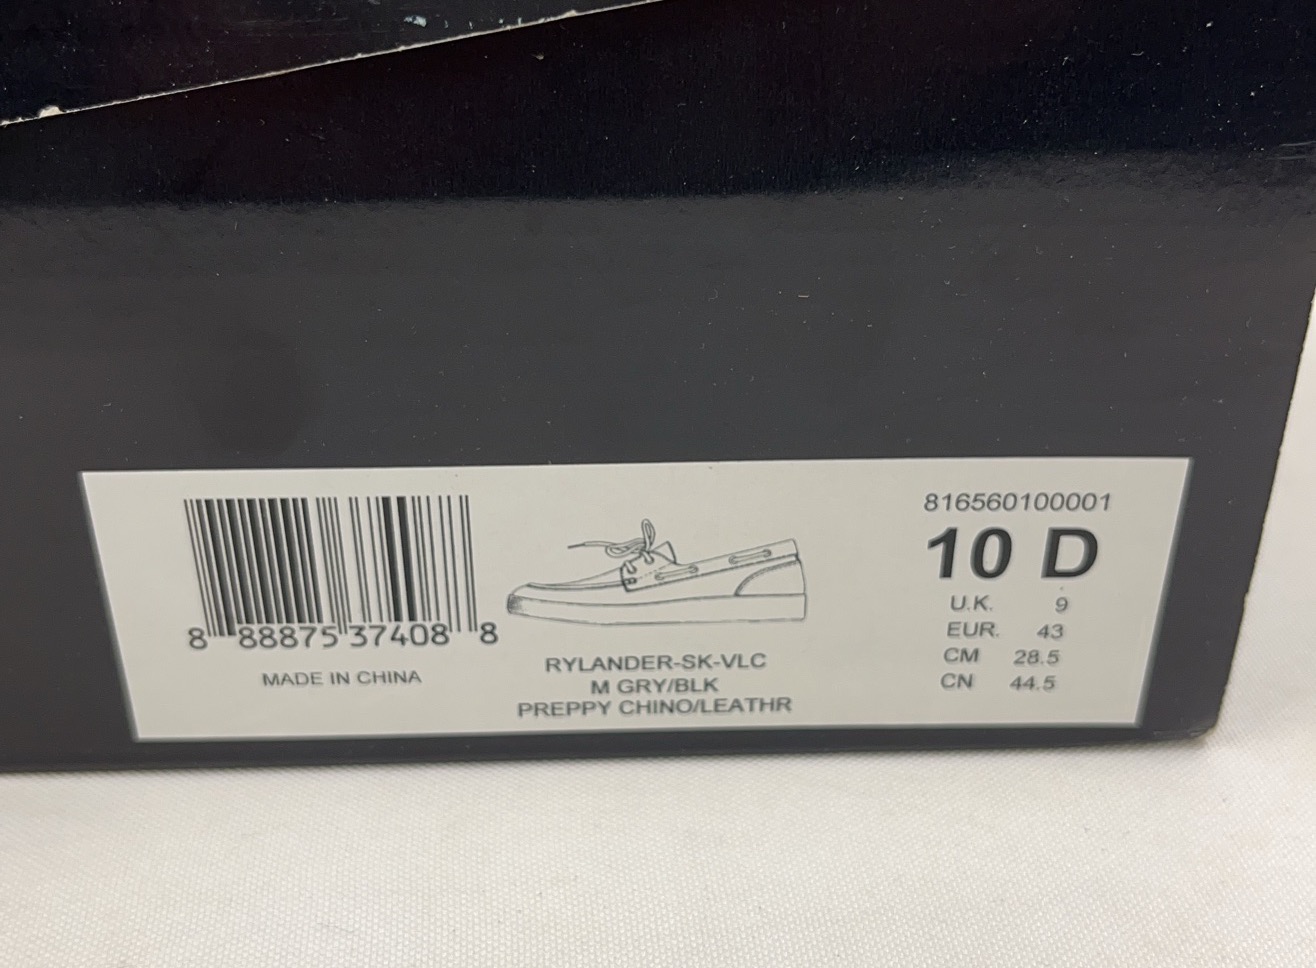 8 88875 37408 8
MADE IN CHINA
RYLANDER-SK-VLC
M GRY/BLK
PREPPY CHINO/LEATHR
816560100001
10 D
U.K. 9
EUR. 43
CM 28.5
CN 44.5